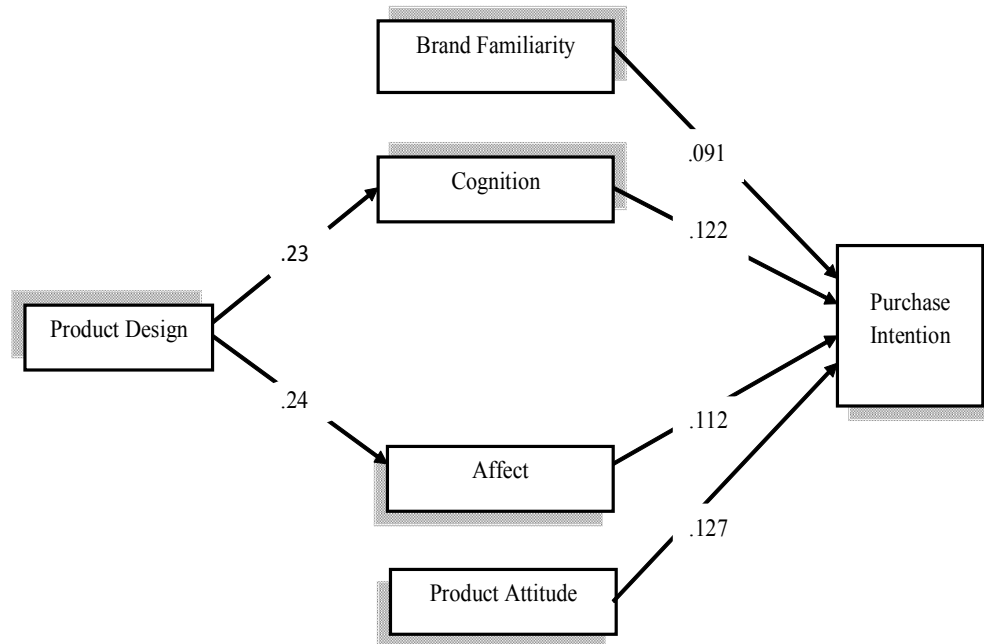 Brand Familiarity
.091
Cognition
.122
.23
Purchase
Intention
Product Design
.24
.112
Affect
.127
Product Attitude